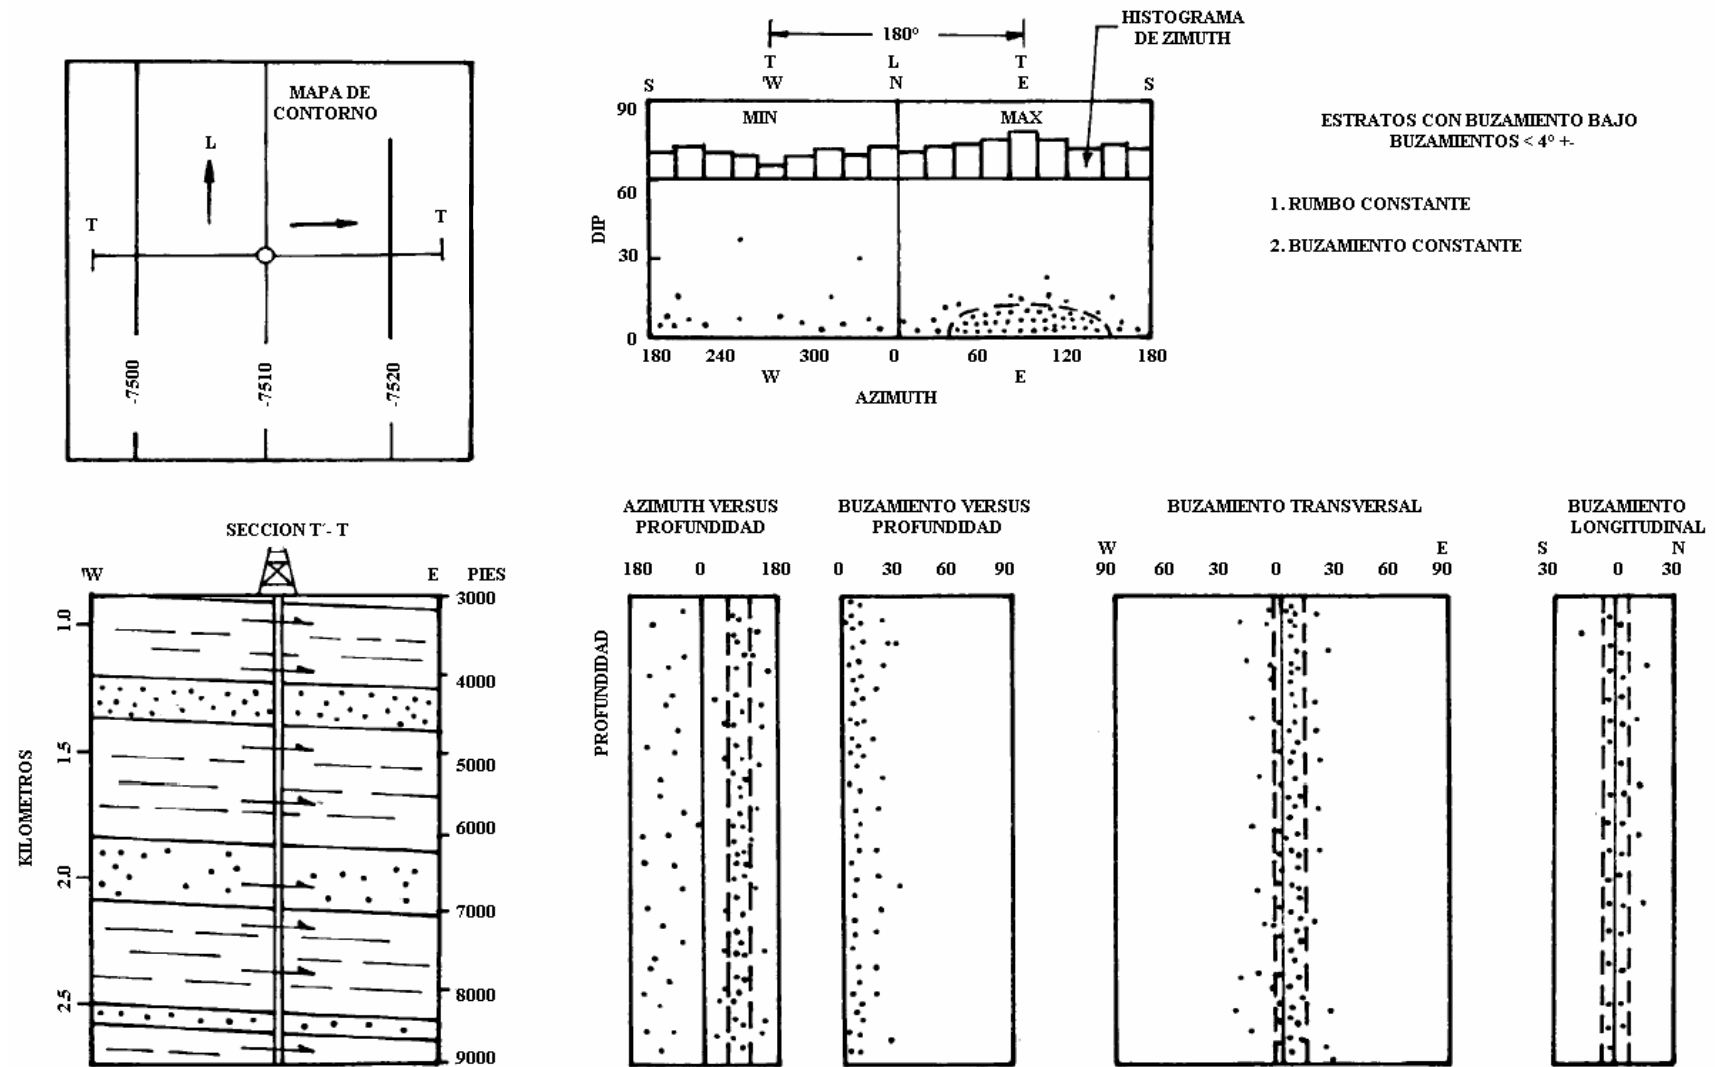 MAPA DE
CONTORNO
L
T
T
-7500
-7510
-7520
HISTOGRAMA
DE ZIMUTH
180°
T L T
S W N E S
90
MIN MAX
60
30
0
DIP
180 240 300 0 60 120 180
W E
AZIMUTH
ESTRATOS CON BUZAMIENTO BAJO
BUZAMIENTOS < 4° +-
1. RUMBO CONSTANTE
2. BUZAMIENTO CONSTANTE
SECCION T´- T
'W E PIES
3000
4000
5000
6000
7000
8000
9000
1.0
1.5
2.0
2.5
KILOMETROS
AZIMUTH VERSUS
PROFUNDIDAD
180 0 180
PROFUNDIDAD
BUZAMIENTO VERSUS
PROFUNDIDAD
0 30 60 90
BUZAMIENTO TRANSVERSAL
W E
90 60 30 0 30 60 90
BUZAMIENTO
LONGITUDINAL
S N
30 0 30